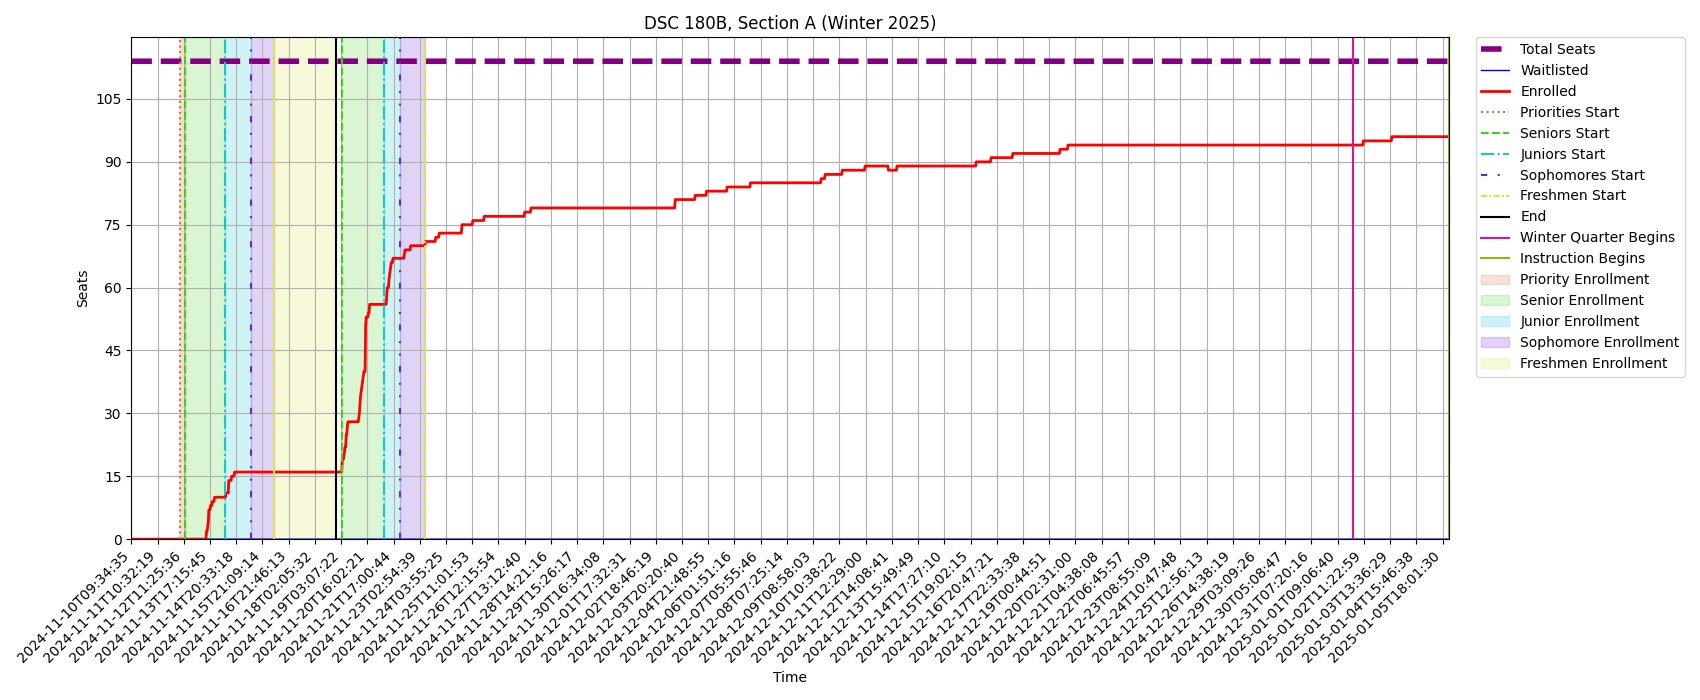 DSC 180B, Section A (Winter 2025)
Total Seats
Waitlisted
Enrolled
Priorities Start
Seniors Start
Juniors Start
Sophomores Start
Freshmen Start
End
Winter Quarter Begins
Instruction Begins
Priority Enrollment
Senior Enrollment
Junior Enrollment
Sophomore Enrollment
Freshmen Enrollment
Seats
105
90
75
60
45
30
15
0
2024-11-10T09:34:35
2024-11-11T10:32:19
2024-11-12T11:25:36
2024-11-13T17:15:45
2024-11-14T20:33:18
2024-11-15T21:09:14
2024-11-16T21:46:13
2024-11-18T02:05:32
2024-11-19T03:07:22
2024-11-20T16:02:21
2024-11-21T17:00:44
2024-11-23T02:54:39
2024-11-24T03:55:25
2024-11-25T11:01:53
2024-11-26T12:15:54
2024-11-27T13:12:40
2024-11-28T14:21:16
2024-11-29T15:26:17
2024-11-30T16:34:08
2024-12-01T17:32:31
2024-12-02T18:46:19
2024-12-03T20:20:40
2024-12-04T21:48:55
2024-12-06T01:51:16
2024-12-07T05:55:46
2024-12-08T07:25:14
2024-12-09T08:58:03
2024-12-10T10:38:22
2024-12-11T12:29:00
2024-12-12T14:08:41
2024-12-13T15:49:49
2024-12-14T17:27:10
2024-12-15T19:02:15
2024-12-16T20:47:21
2024-12-17T22:33:38
2024-12-19T00:44:51
2024-12-20T02:31:00
2024-12-21T04:38:08
2024-12-22T06:45:57
2024-12-23T08:55:09
2024-12-24T10:47:48
2024-12-25T12:56:13
2024-12-26T14:38:19
2024-12-29T03:09:26
2024-12-30T05:08:47
2024-12-31T07:20:16
2025-01-01T09:06:40
2025-01-02T11:22:59
2025-01-03T13:36:29
2025-01-04T15:46:38
2025-01-05T18:01:30
Time